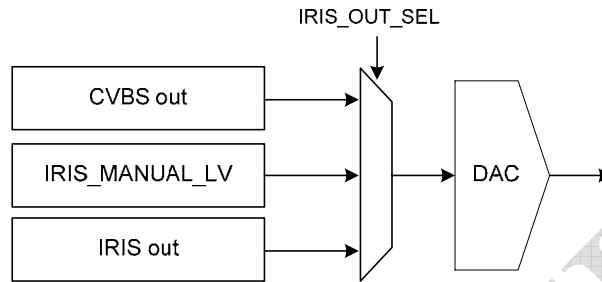 IRIS_OUT_SEL
CVBS out
IRIS_MANUAL_LV
DAC
IRIS out